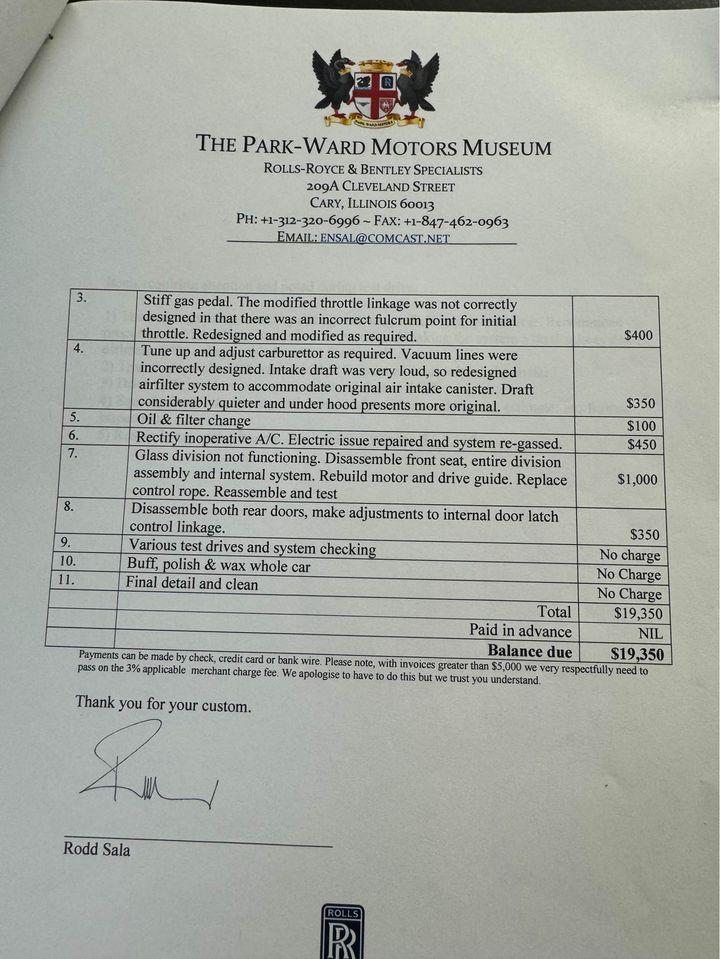 THE PARK-WARD MOTORS MUSEUM
ROLLS-ROYCE & BENTLEY SPECIALISTS
209A CLEVELAND STREET
CARY, ILLINOIS 60013
PH: +1-312-320-6996 ~ FAX: +1-847-462-0963
EMAIL: ENSAL@COMCAST.NET
3. Stiff gas pedal. The modified throttle linkage was not correctly
designed in that there was an incorrect fulcrum point for initial
throttle. Redesigned and modified as required. $400
4. Tune up and adjust carburettor as required. Vacuum lines were
incorrectly designed. Intake draft was very loud, so redesigned
airfilter system to accommodate original air intake canister. Draft
considerably quieter and under hood presents more original. $350
5. Oil & filter change $100
6. Rectify inoperative A/C. Electric issue repaired and system re-gassed. $450
7. Glass division not functioning. Disassemble front seat, entire division
assembly and internal system. Rebuild motor and drive guide. Replace $1,000
control rope. Reassemble and test
8. Disassemble both rear doors, make adjustments to internal door latch
control linkage. $350
9. Various test drives and system checking No charge
10. Buff, polish & wax whole car No Charge
11. Final detail and clean No Charge
Total $19,350
Paid in advance NIL
Balance due $19,350
Payments can be made by check, credit card or bank wire. Please note, with invoices greater than $5,000 we very respectfully need to
pass on the 3% applicable merchant charge fee. We apologise to have to do this but we trust you understand.
Thank you for your custom.
Rodd Sala
ROLLS
RR